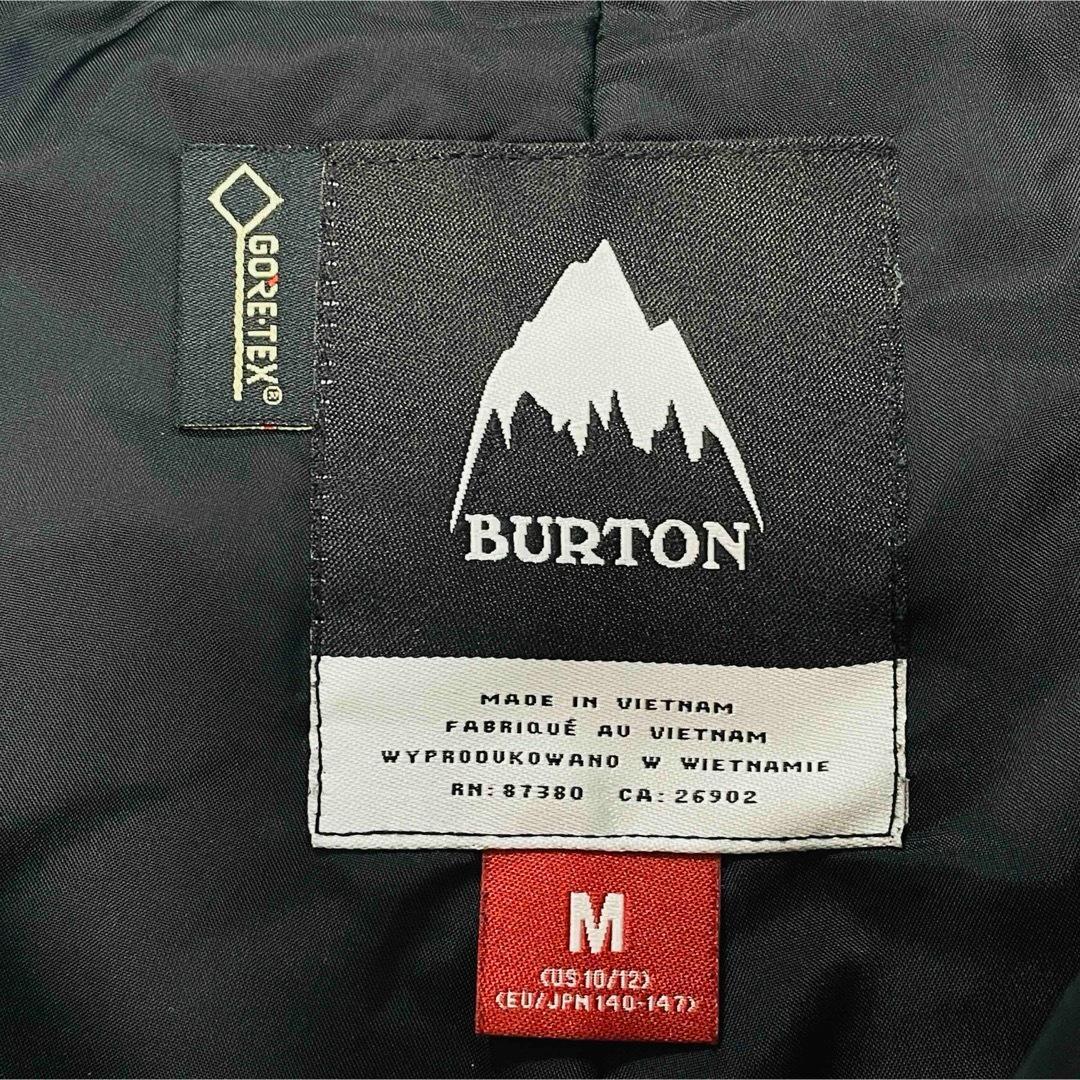 GORE-TEX®
BURTON
MADE IN VIETNAM
FABRIQUÉ AU VIETNAM
WYPRODUKOWANO W WIETNAMIE
RN: 87380 CA: 26902
M
(US 10/12)
(EU/JPN 140-147)